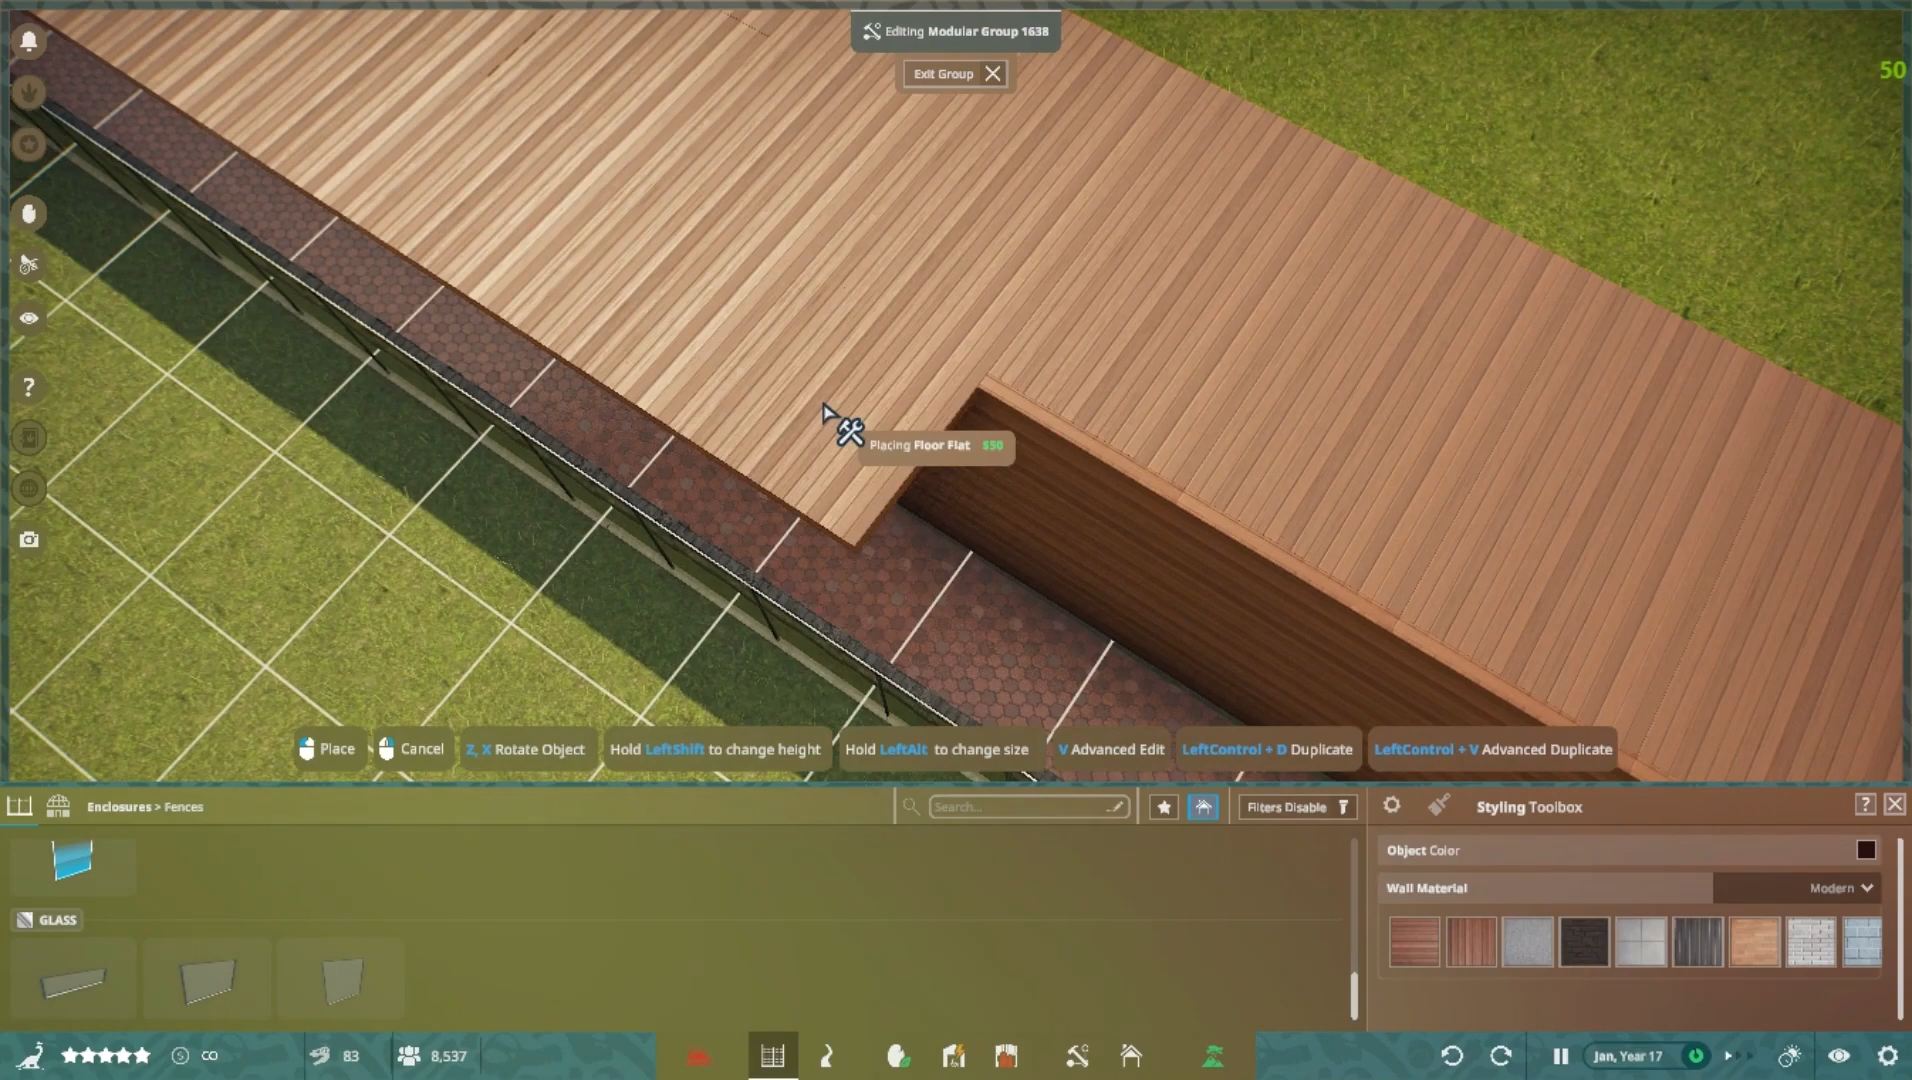 Editing Modular Group 1638
Exit Group
50
Placing Floor Flat $50
Place
Cancel
Z, X Rotate Object
Hold LeftShift to change height
Hold LeftAlt to change size
V Advanced Edit
LeftControl + D Duplicate
LeftControl + V Advanced Duplicate
Enclosures > Fences
Search...
Filters Disable
Styling Toolbox
?
Object Color
Wall Material
Modern
GLASS
83
8,537
Jan, Year 17